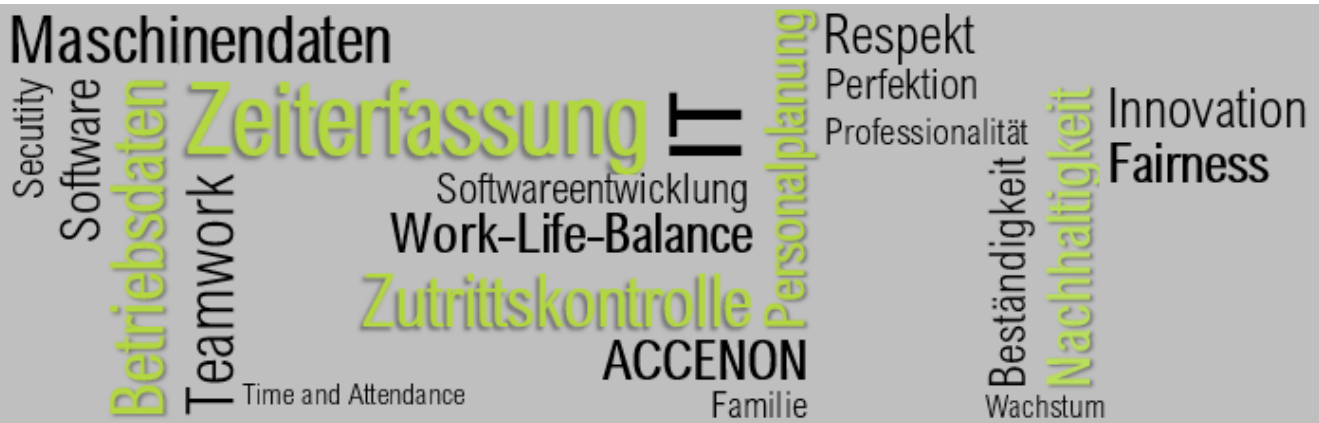 Maschinendaten
Secutity
Software
Betriebsdaten
Zeiterfassung
IT
Teamwork
Softwareentwicklung
Work-Life-Balance
Zutrittskontrolle
ACCENON
Time and Attendance
Familie
Personalplanung
Respekt
Perfektion
Professionalität
Beständigkeit
Nachhaltigkeit
Innovation
Fairness
Wachstum